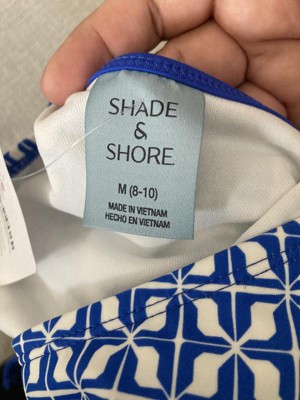 SHADE
&
SHORE
M (8-10)
MADE IN VIETNAM
HECHO EN VIETNAM